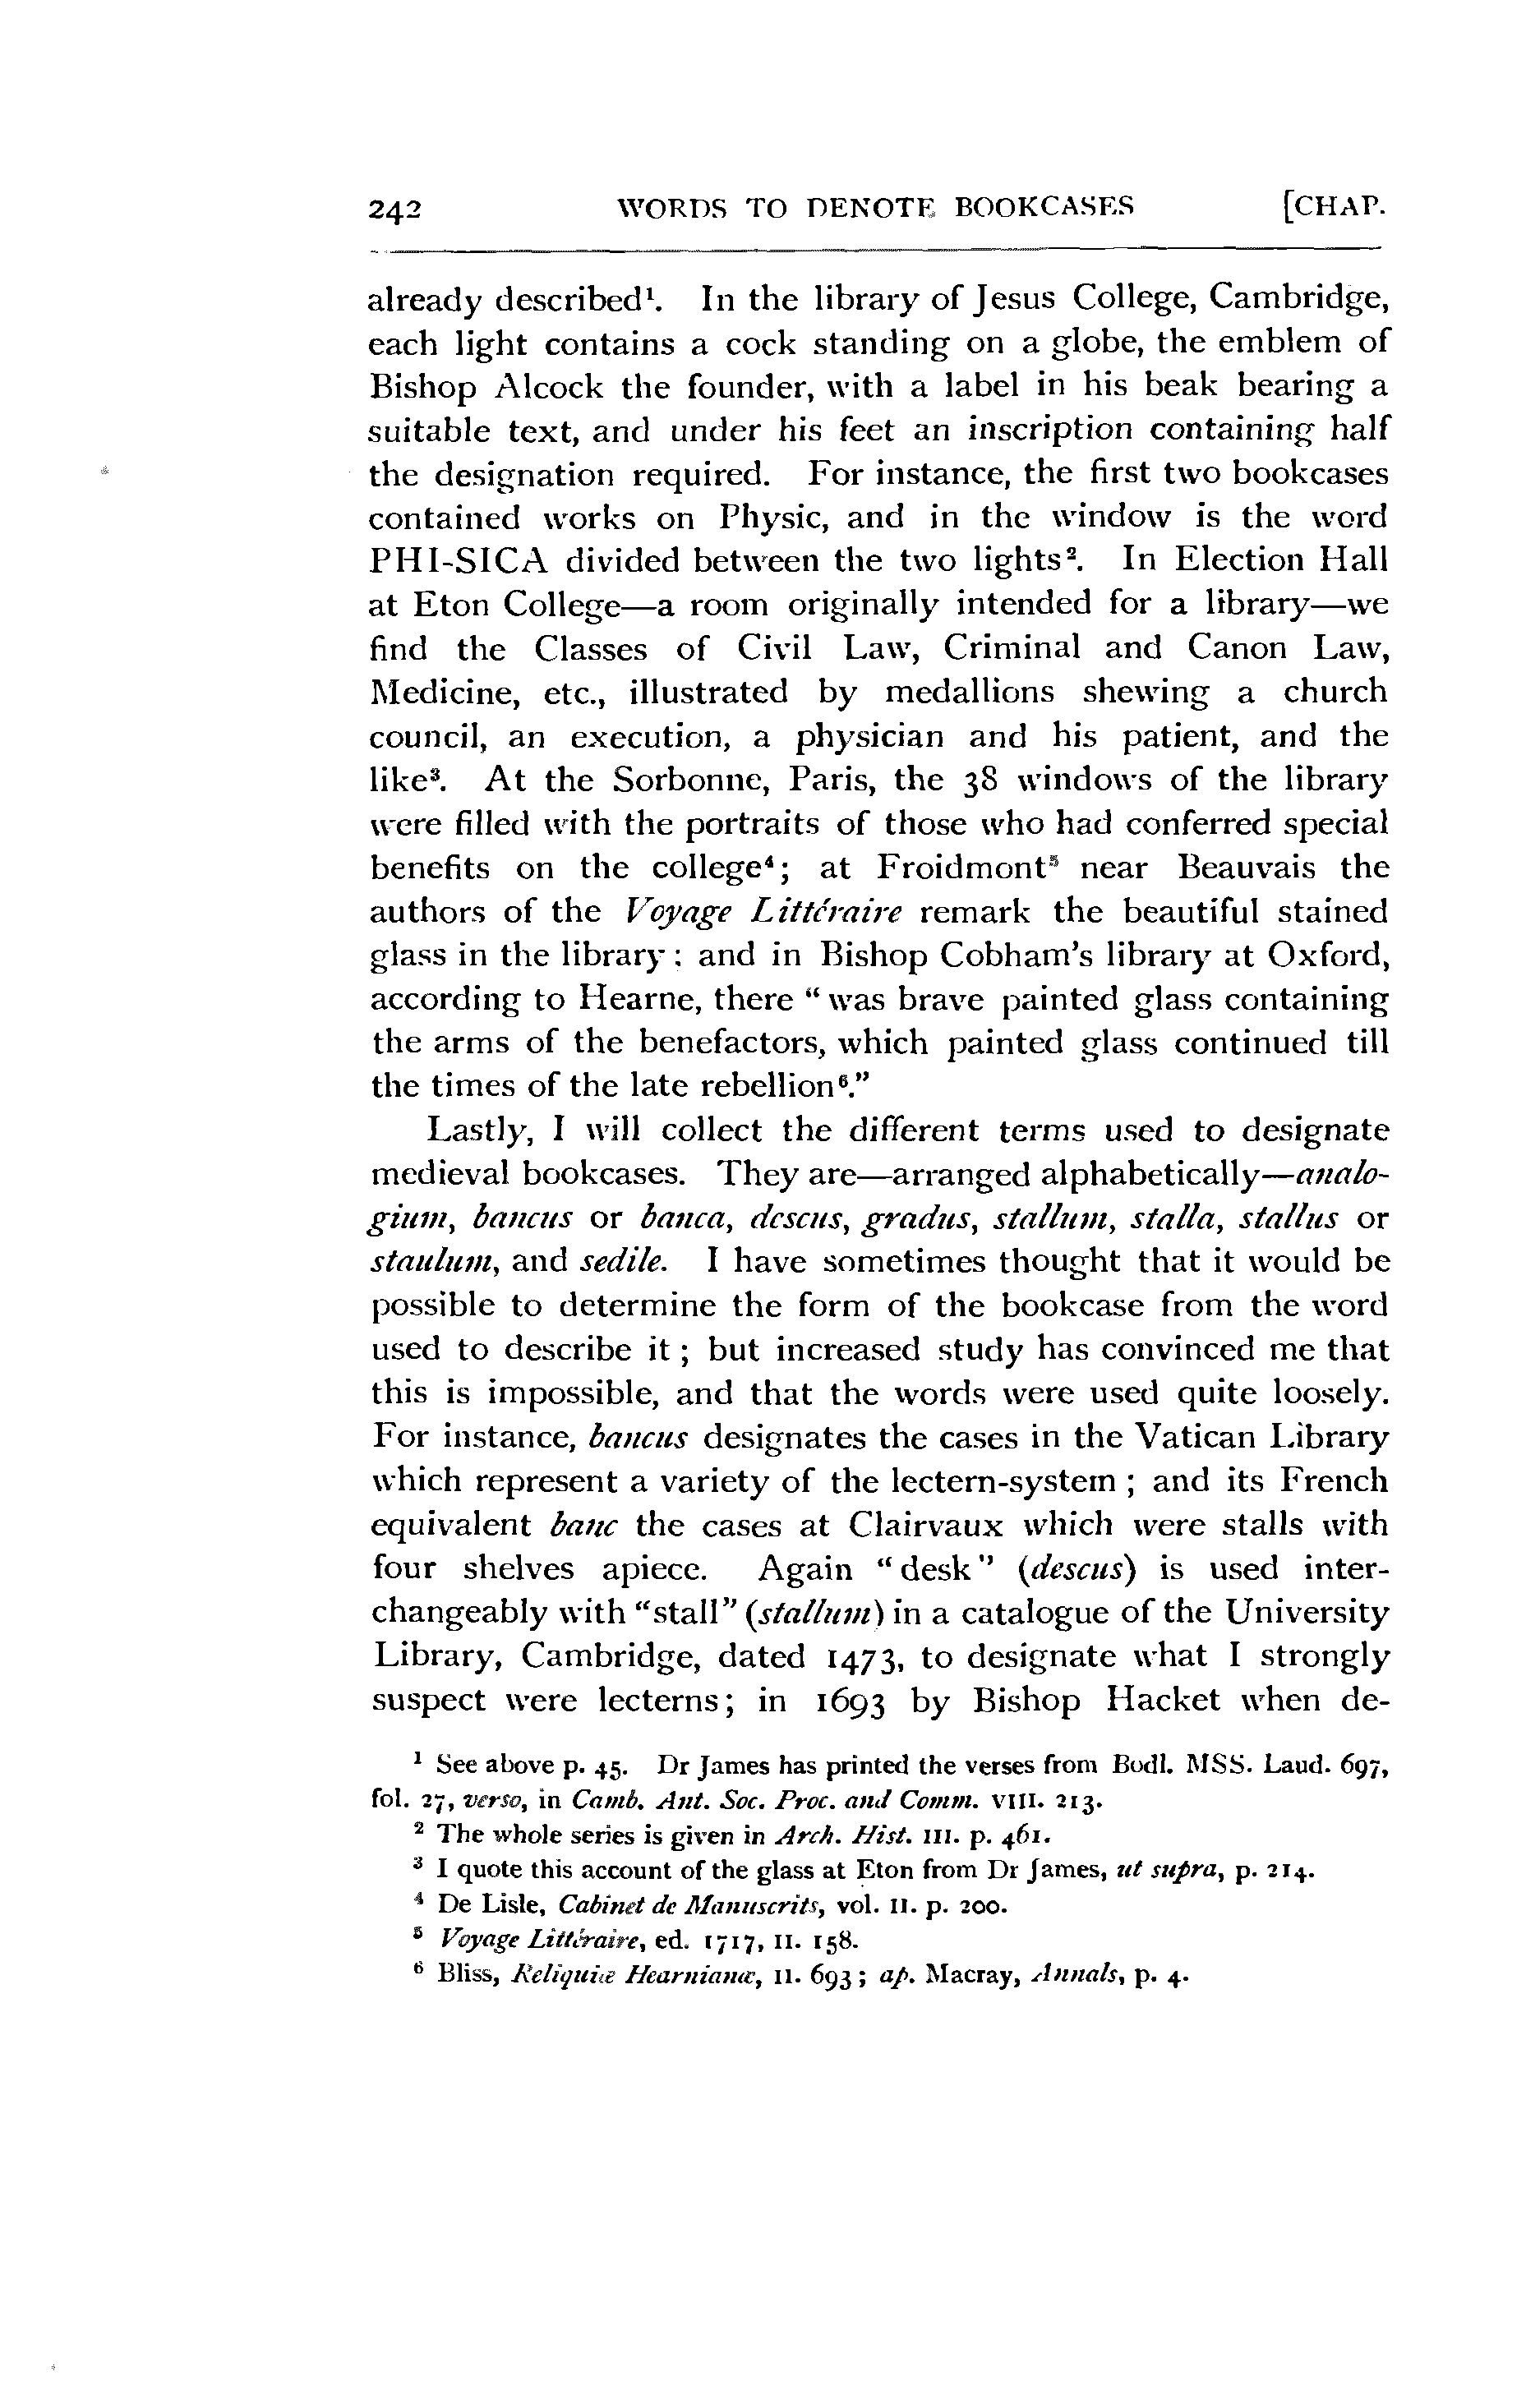 242 WORDS TO DENOTE BOOKCASES [CHAP.
already described¹. In the library of Jesus College, Cambridge,
each light contains a cock standing on a globe, the emblem of
Bishop Alcock the founder, with a label in his beak bearing a
suitable text, and under his feet an inscription containing half
the designation required. For instance, the first two bookcases
contained works on Physic, and in the window is the word
PHI-SICA divided between the two lights². In Election Hall
at Eton College—a room originally intended for a library—we
find the Classes of Civil Law, Criminal and Canon Law,
Medicine, etc., illustrated by medallions shewing a church
council, an execution, a physician and his patient, and the
like³. At the Sorbonne, Paris, the 38 windows of the library
were filled with the portraits of those who had conferred special
benefits on the college⁴; at Froidmont⁵ near Beauvais the
authors of the Voyage Littéraire remark the beautiful stained
glass in the library; and in Bishop Cobham's library at Oxford,
according to Hearne, there "was brave painted glass containing
the arms of the benefactors, which painted glass continued till
the times of the late rebellion⁶."
Lastly, I will collect the different terms used to designate
medieval bookcases. They are—arranged alphabetically—analo-
gium, bancus or banca, descus, gradus, stallum, stalla, stallus or
staulum, and sedile. I have sometimes thought that it would be
possible to determine the form of the bookcase from the word
used to describe it; but increased study has convinced me that
this is impossible, and that the words were used quite loosely.
For instance, bancus designates the cases in the Vatican Library
which represent a variety of the lectern-system; and its French
equivalent banc the cases at Clairvaux which were stalls with
four shelves apiece. Again "desk" (descus) is used inter-
changeably with "stall" (stallum) in a catalogue of the University
Library, Cambridge, dated 1473, to designate what I strongly
suspect were lecterns; in 1693 by Bishop Hacket when de-
¹ See above p. 45. Dr James has printed the verses from Bodl. MSS. Laud. 697,
fol. 27, verso, in Camb. Ant. Soc. Proc. and Comm. VIII. 213.
² The whole series is given in Arch. Hist. III. p. 461.
³ I quote this account of the glass at Eton from Dr James, ut supra, p. 214.
⁴ De Lisle, Cabinet de Manuscrits, vol. II. p. 200.
⁵ Voyage Littéraire, ed. 1717, II. 158.
⁶ Bliss, Reliquiæ Hearnianæ, II. 693; ap. Macray, Annals, p. 4.